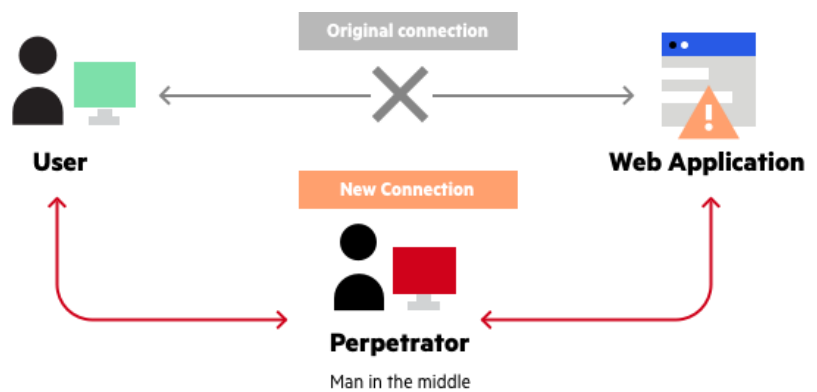 Original connection
User
Web Application
New Connection
Perpetrator
Man in the middle